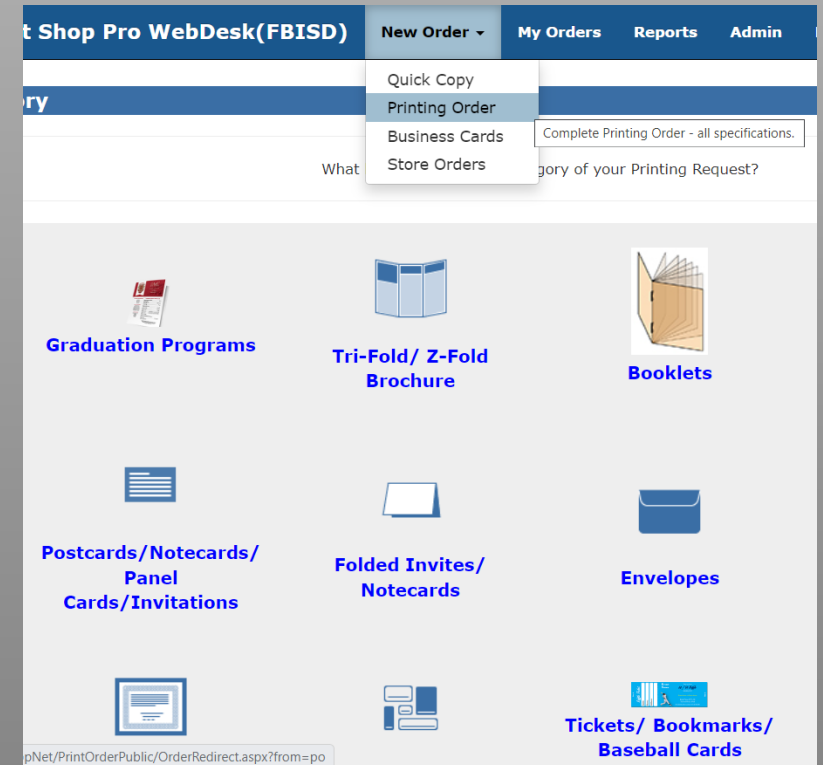 t Shop Pro WebDesk(FBISD) New Order My Orders Reports Admin
Quick Copy
ry
Printing Order
Business Cards
Complete Printing Order - all specifications.
Store Orders
What gory of your Printing Request?
Graduation Programs
Tri-Fold/ Z-Fold
Brochure
Booklets
Postcards/Notecards/
Panel
Cards/Invitations
Folded Invites/
Notecards
Envelopes
Tickets/ Bookmarks/
Baseball Cards
pNet/PrintOrderPublic/OrderRedirect.aspx?from=po